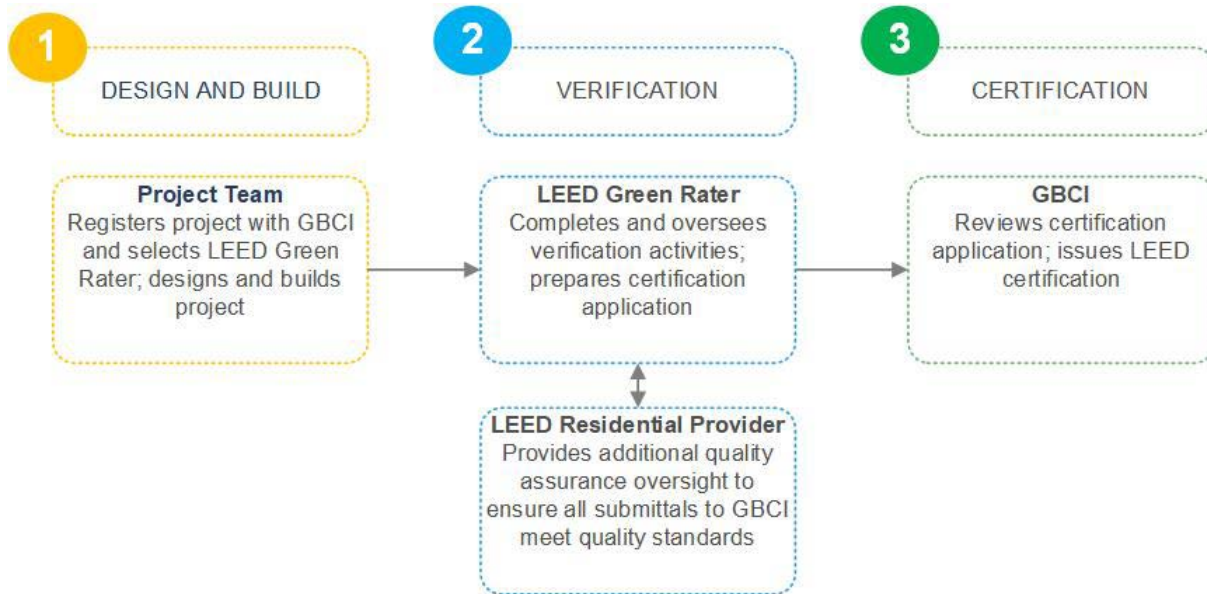 1
DESIGN AND BUILD
2
VERIFICATION
3
CERTIFICATION
Project Team
Registers project with GBCI
and selects LEED Green
Rater; designs and builds
project
LEED Green Rater
Completes and oversees
verification activities;
prepares certification
application
GBCI
Reviews certification
application; issues LEED
certification
LEED Residential Provider
Provides additional quality
assurance oversight to
ensure all submittals to GBCI
meet quality standards